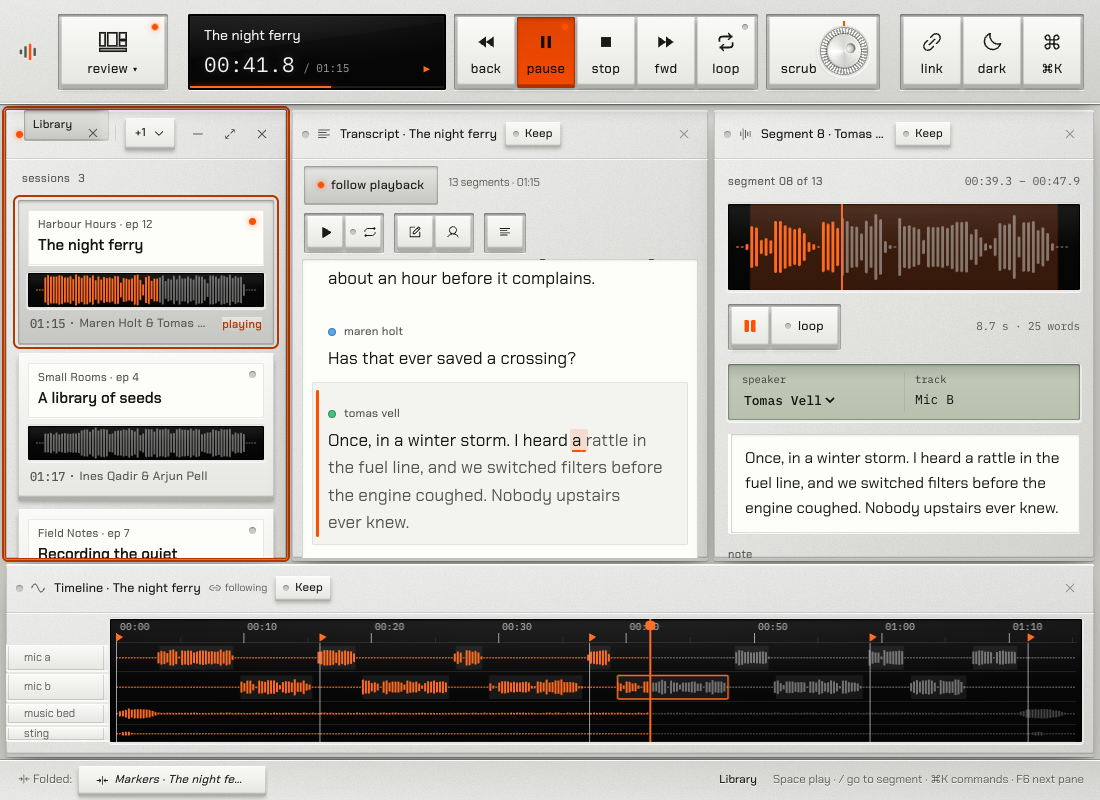 review
The night ferry
00:41.8 / 01:15
back
pause
stop
fwd
loop
scrub
link
dark
⌘K
Library
+1
sessions 3
Harbour Hours · ep 12
The night ferry
01:15 · Maren Holt & Tomas ...
playing
Small Rooms · ep 4
A library of seeds
01:17 · Ines Qadir & Arjun Pell
Field Notes · ep 7
Recording the quiet
Transcript · The night ferry
Keep
follow playback
13 segments · 01:15
about an hour before it complains.
maren holt
Has that ever saved a crossing?
tomas vell
Once, in a winter storm. I heard a rattle in
the fuel line, and we switched filters before
the engine coughed. Nobody upstairs
ever knew.
Segment 8 · Tomas ...
Keep
segment 08 of 13
00:39.3 – 00:47.9
loop
8.7 s · 25 words
speaker
Tomas Vell
track
Mic B
Once, in a winter storm. I heard a rattle in the
fuel line, and we switched filters before the
engine coughed. Nobody upstairs ever knew.
note
Timeline · The night ferry
following
Keep
00:00
00:10
00:20
00:30
00:50
01:00
01:10
mic a
mic b
music bed
sting
Folded:
Markers · The night fe...
Library
Space play · / go to segment · ⌘K commands · F6 next pane